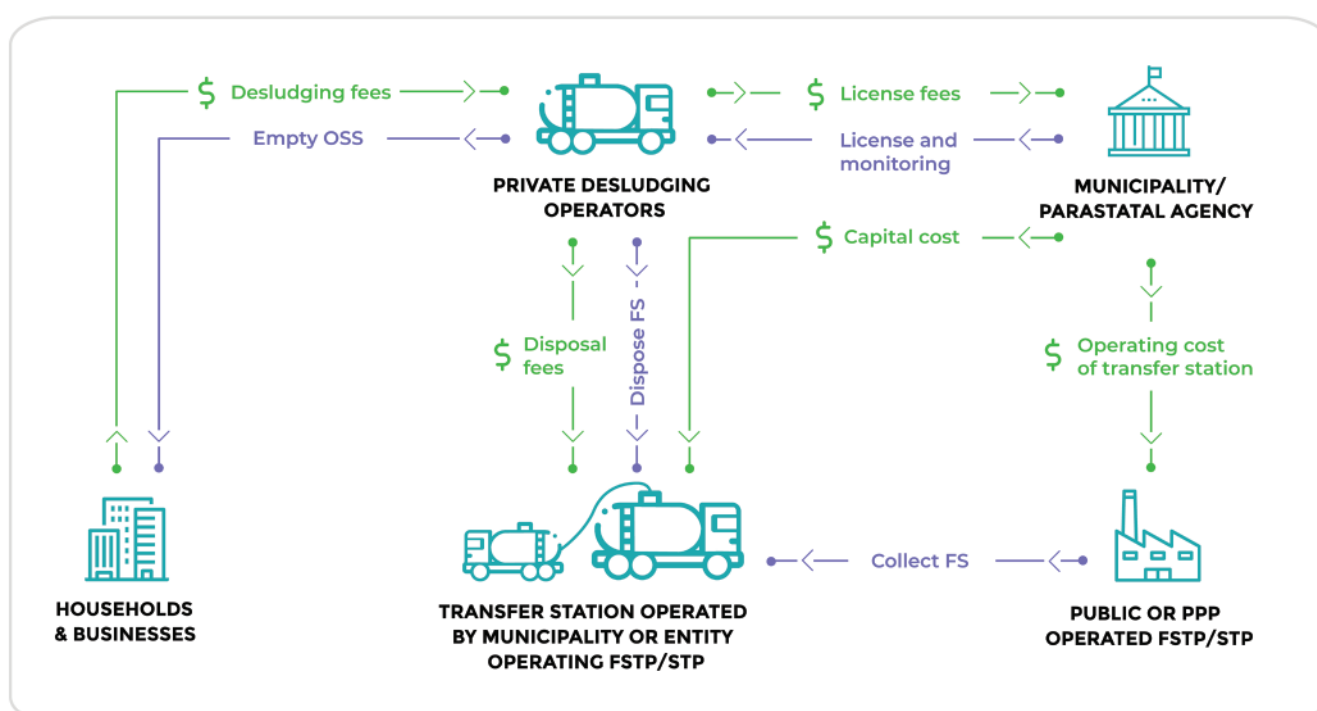 $ Desludging fees
Empty OSS
$ License fees
License and
monitoring
PRIVATE DESLUDGING
OPERATORS
MUNICIPALITY/
PARASTATAL AGENCY
$ Capital cost
$ Disposal
fees
Dispose FS
$ Operating cost
of transfer station
Collect FS
HOUSEHOLDS
& BUSINESSES
TRANSFER STATION OPERATED
BY MUNICIPALITY OR ENTITY
OPERATING FSTP/STP
PUBLIC OR PPP
OPERATED FSTP/STP